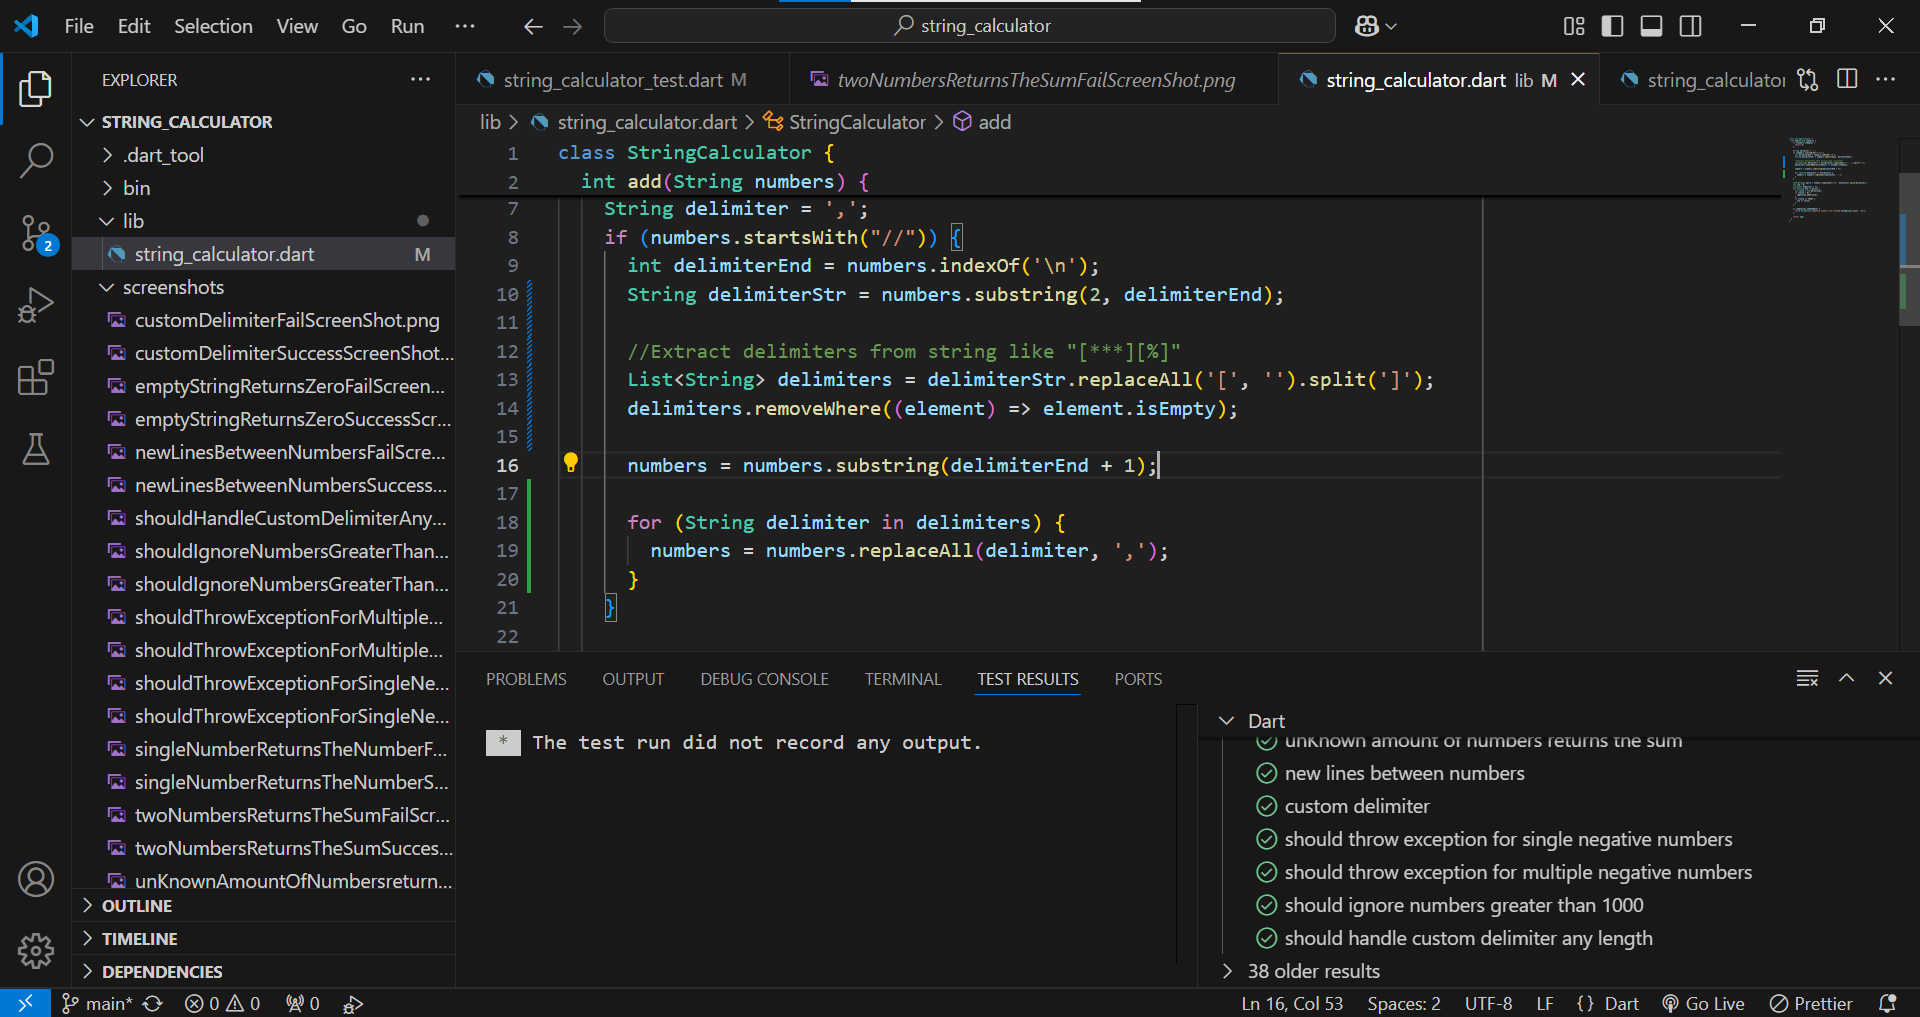 File Edit Selection View Go Run ··· string_calculator
EXPLORER ···
STRING_CALCULATOR
.dart_tool
bin
lib
string_calculator.dart M
screenshots
customDelimiterFailScreenShot.png
customDelimiterSuccessScreenShot...
emptyStringReturnsZeroFailScreen...
emptyStringReturnsZeroSuccessScr...
newLinesBetweenNumbersFailScre...
newLinesBetweenNumbersSuccess...
shouldHandleCustomDelimiterAny...
shouldIgnoreNumbersGreaterThan...
shouldIgnoreNumbersGreaterThan...
shouldThrowExceptionForMultiple...
shouldThrowExceptionForMultiple...
shouldThrowExceptionForSingleNe...
shouldThrowExceptionForSingleNe...
singleNumberReturnsTheNumberF...
singleNumberReturnsTheNumberS...
twoNumbersReturnsTheSumFailScr...
twoNumbersReturnsTheSumSucces...
unKnownAmountOfNumbersreturn...
OUTLINE
TIMELINE
DEPENDENCIES
2
string_calculator_test.dart M twoNumbersReturnsTheSumFailScreenShot.png string_calculator.dart lib M string_calculator ···
lib > string_calculator.dart > StringCalculator > add
1 class StringCalculator {
2 int add(String numbers) {
7 String delimiter = ',';
8 if (numbers.startsWith("//")) {
9 int delimiterEnd = numbers.indexOf('\n');
10 String delimiterStr = numbers.substring(2, delimiterEnd);
11
12 //Extract delimiters from string like "[***][%]"
13 List<String> delimiters = delimiterStr.replaceAll('[', '').split(']');
14 delimiters.removeWhere((element) => element.isEmpty);
15
16 numbers = numbers.substring(delimiterEnd + 1);
17
18 for (String delimiter in delimiters) {
19 numbers = numbers.replaceAll(delimiter, ',');
20 }
21 }
22
PROBLEMS OUTPUT DEBUG CONSOLE TERMINAL TEST RESULTS PORTS
* The test run did not record any output.
Dart
unKnown amount of numbers returns the sum
new lines between numbers
custom delimiter
should throw exception for single negative numbers
should throw exception for multiple negative numbers
should ignore numbers greater than 1000
should handle custom delimiter any length
38 older results
main* 0 0 0 Ln 16, Col 53 Spaces: 2 UTF-8 LF {} Dart Go Live Prettier